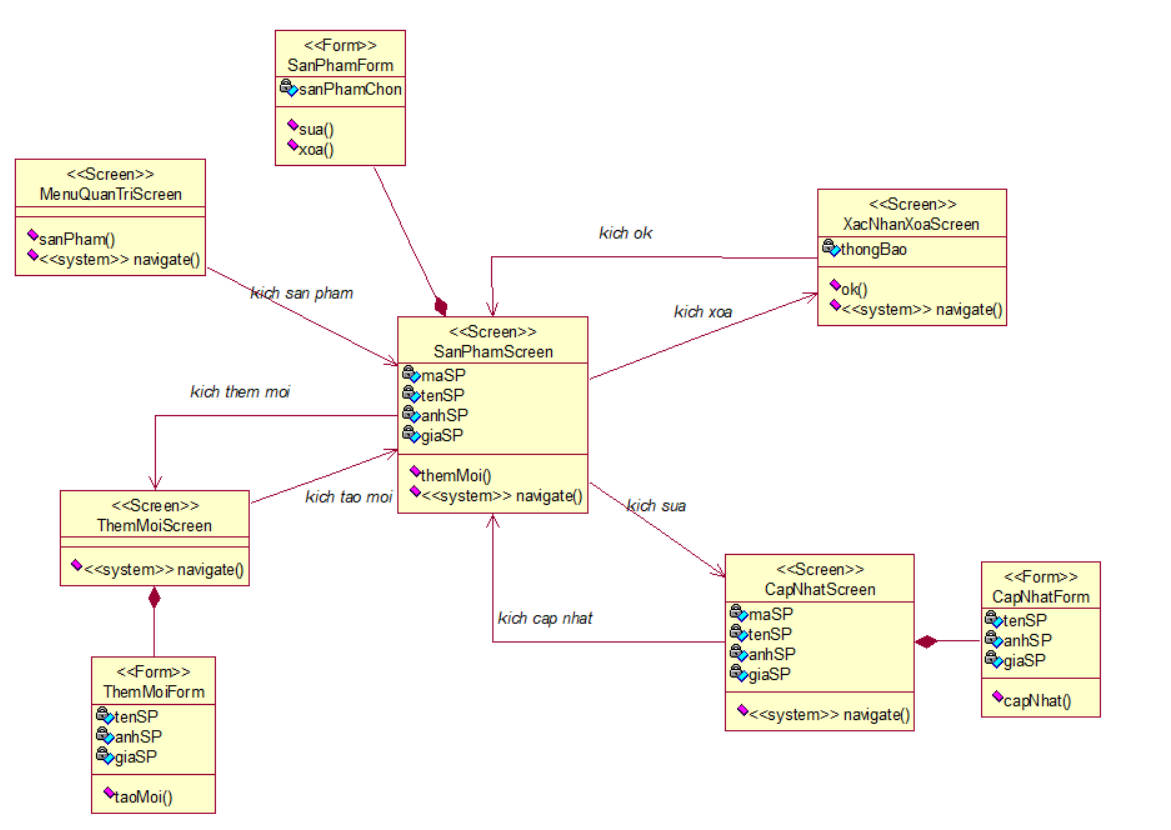 <<Form>>
SanPhamForm
sanPhamChon
sua()
xoa()
<<Screen>>
MenuQuanTriScreen
sanPham()
<<system>> navigate()
kich san pham
<<Screen>>
XacNhanXoaScreen
thongBao
ok()
<<system>> navigate()
kich ok
kich xoa
<<Screen>>
SanPhamScreen
maSP
tenSP
anhSP
giaSP
themMoi()
<<system>> navigate()
kich them moi
kich tao moi
<<Screen>>
ThemMoiScreen
<<system>> navigate()
kich sua
kich cap nhat
<<Screen>>
CapNhatScreen
maSP
tenSP
anhSP
giaSP
<<system>> navigate()
<<Form>>
CapNhatForm
tenSP
anhSP
giaSP
capNhat()
<<Form>>
ThemMoiForm
tenSP
anhSP
giaSP
taoMoi()